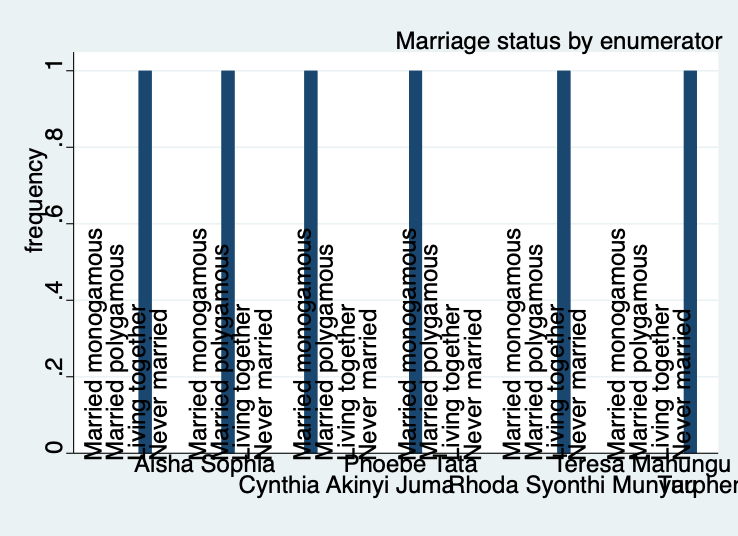 Marriage status by enumerator
frequency
1
.8
.6
.4
.2
0
Married monogamous
Married polygamous
Living together
Never married
Married monogamous
Married polygamous
Living together
Never married
Married monogamous
Married polygamous
Living together
Never married
Married monogamous
Married polygamous
Living together
Never married
Married monogamous
Married polygamous
Living together
Never married
Married monogamous
Married polygamous
Living together
Never married
Aisha Sophia
Phoebe Tata
Teresa Mahungu
Cynthia Akinyi Juma
Rhoda Syonthi